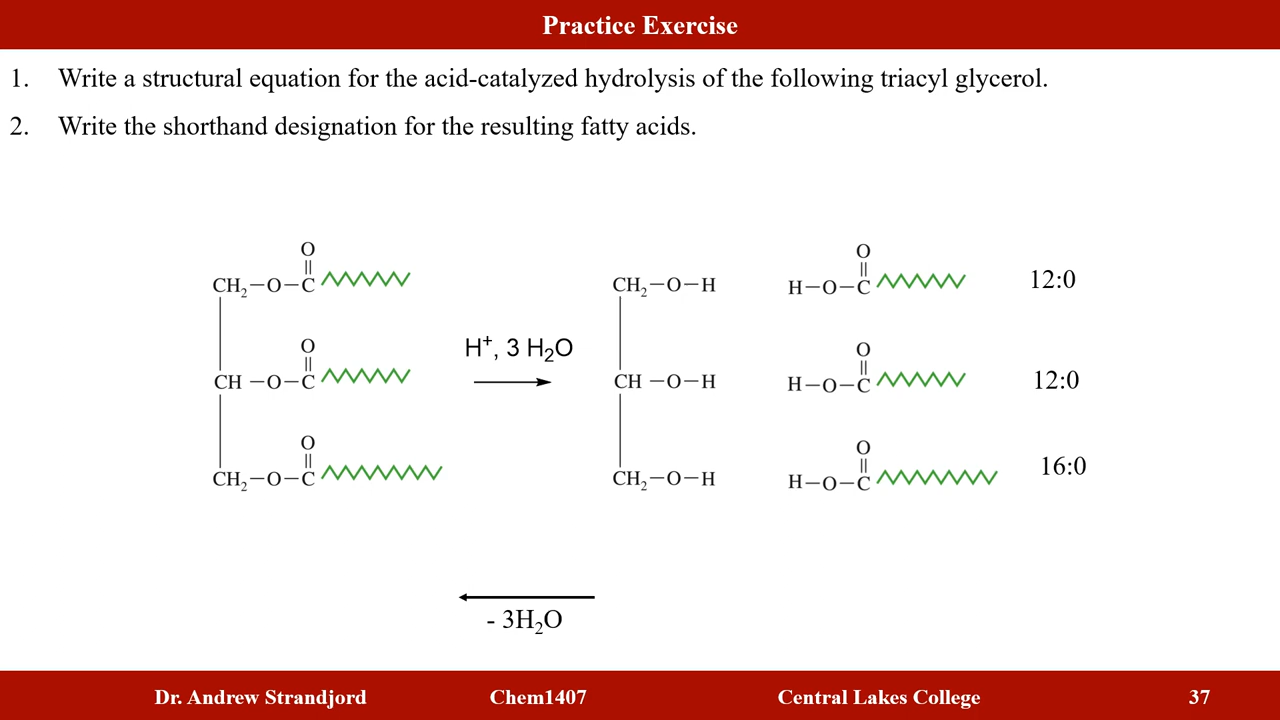 Practice Exercise
1. Write a structural equation for the acid-catalyzed hydrolysis of the following triacyl glycerol.
2. Write the shorthand designation for the resulting fatty acids.
O
CH₂–O–C
O
CH –O–C
O
CH₂–O–C
H⁺, 3 H₂O
CH₂–O–H
CH –O–H
CH₂–O–H
O
H–O–C
12:0
O
H–O–C
12:0
O
H–O–C
16:0
- 3H₂O
Dr. Andrew Strandjord Chem1407 Central Lakes College 37